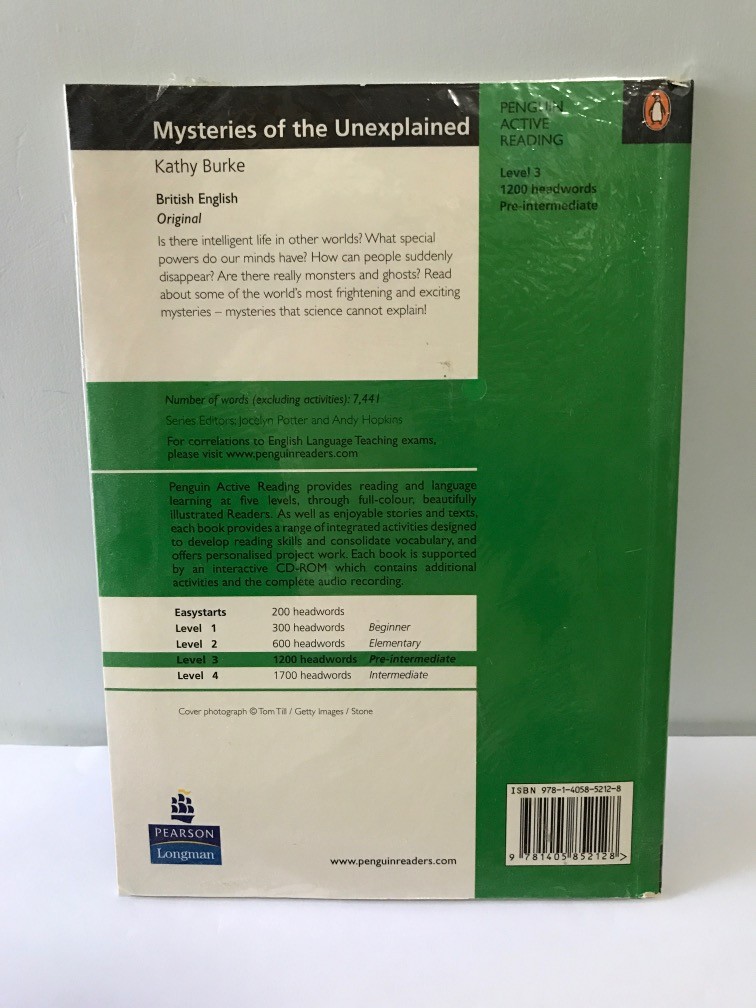 Mysteries of the Unexplained
Kathy Burke
British English
Original
Is there intelligent life in other worlds? What special
powers do our minds have? How can people suddenly
disappear? Are there really monsters and ghosts? Read
about some of the world's most frightening and exciting
mysteries – mysteries that science cannot explain!
PENGUIN
ACTIVE
READING
Level 3
1200 headwords
Pre-intermediate
Number of words (excluding activities): 7,441
Series Editors: Jocelyn Potter and Andy Hopkins
For correlations to English Language Teaching exams,
please visit www.penguinreaders.com
Penguin Active Reading provides reading and language
learning at five levels, through full-colour, beautifully
illustrated Readers. As well as enjoyable stories and texts,
each book provides a range of integrated activities designed
to develop reading skills and consolidate vocabulary, and
offers personalised project work. Each book is supported
by an interactive CD-ROM which contains additional
activities and the complete audio recording.
Easystarts 200 headwords
Level 1 300 headwords Beginner
Level 2 600 headwords Elementary
Level 3 1200 headwords Pre-intermediate
Level 4 1700 headwords Intermediate
Cover photograph © Tom Till / Getty Images / Stone
PEARSON
Longman
www.penguinreaders.com
ISBN 978-1-4058-5212-8
9 781405 852128 >